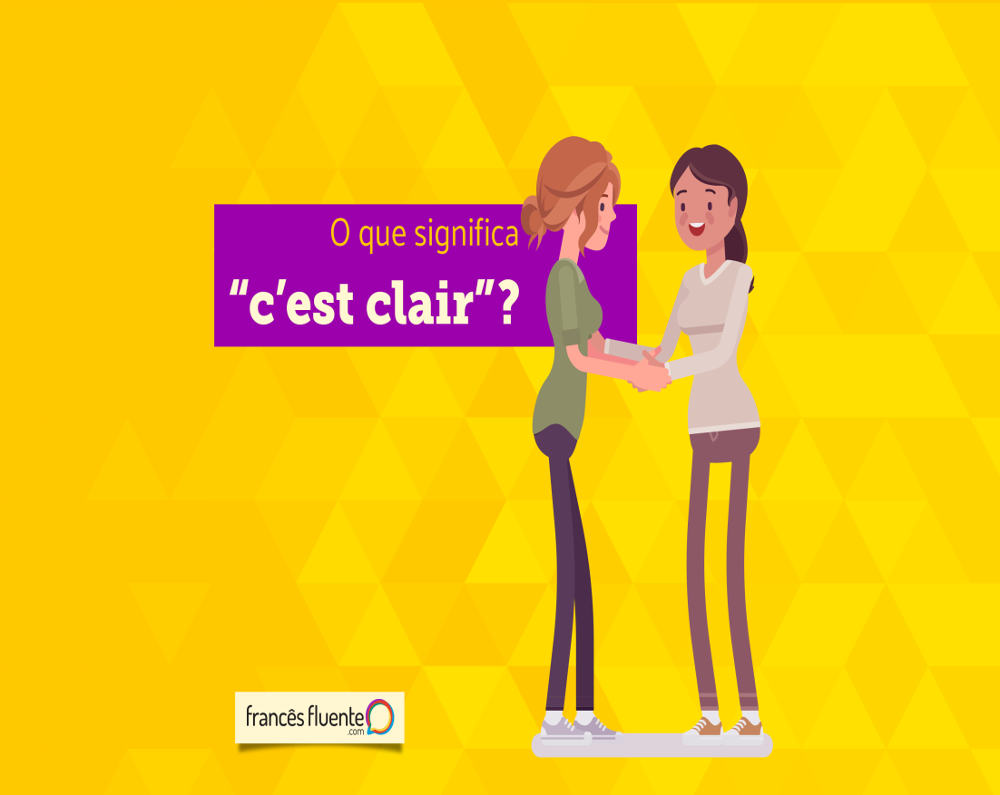 O que significa
“c’est clair”?
francês fluente
.com